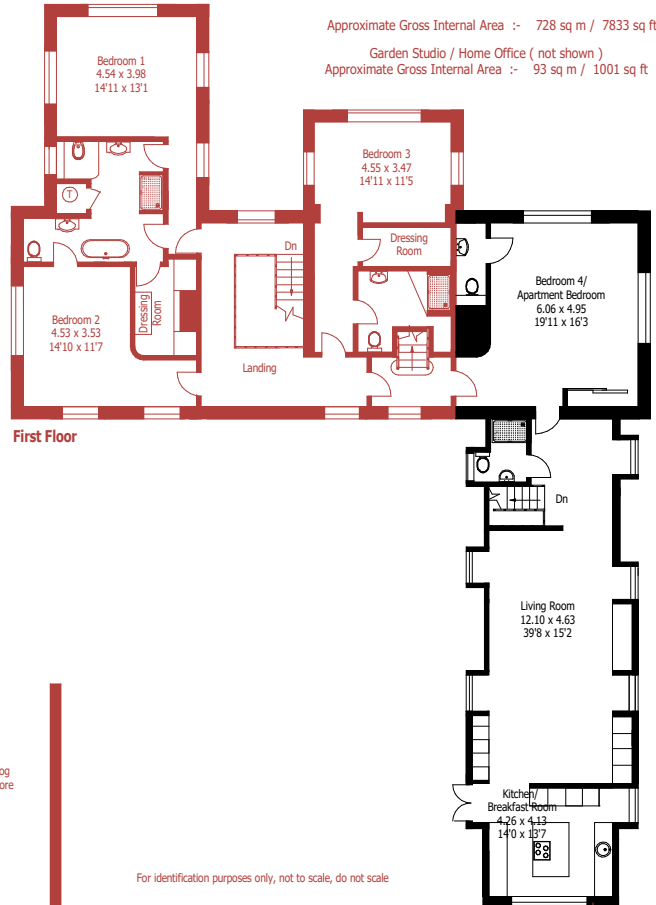 Approximate Gross Internal Area :- 728 sq m / 7833 sq ft
Garden Studio / Home Office ( not shown )
Approximate Gross Internal Area :- 93 sq m / 1001 sq ft
Bedroom 1
4.54 x 3.98
14'11 x 13'1
Bedroom 3
4.55 x 3.47
14'11 x 11'5
T
Dressing
Room
Dn
Bedroom 4/
Apartment Bedroom
6.06 x 4.95
19'11 x 16'3
Bedroom 2
4.53 x 3.53
14'10 x 11'7
Dressing
Room
Landing
First Floor
Dn
Living Room
12.10 x 4.63
39'8 x 15'2
og
ore
Kitchen/
Breakfast Room
4.26 x 4.13
14'0 x 13'7
For identification purposes only, not to scale, do not scale